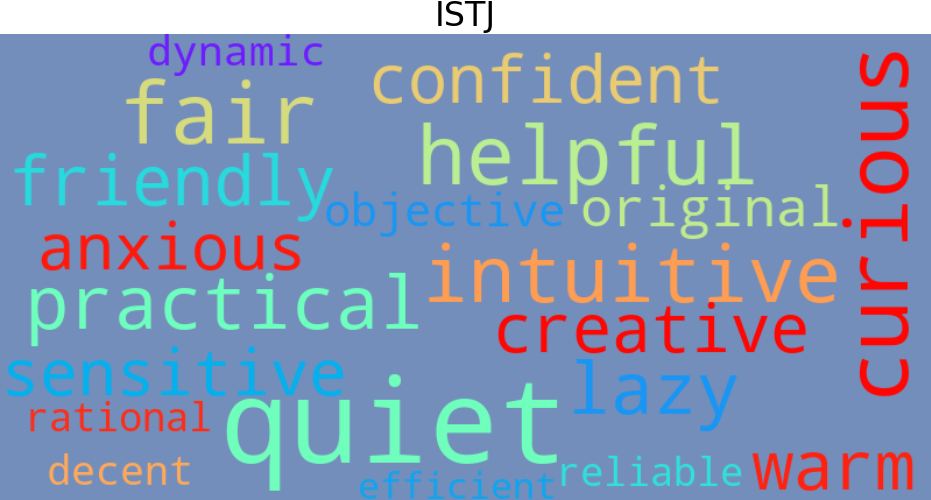 ISTJ
dynamic
confident
fair
curious
helpful
friendly
objective
original
anxious
intuitive
practical
creative
sensitive
lazy
quiet
rational
decent
efficient
reliable
warm